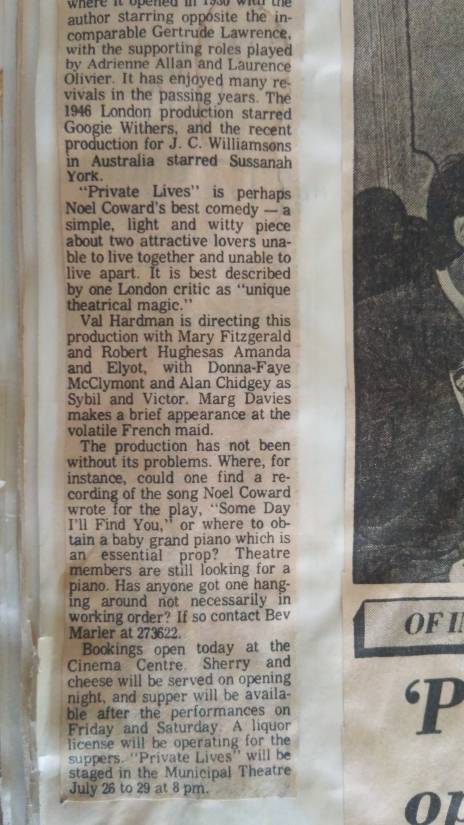 where it opened in 1930 with the
author starring opposite the in-
comparable Gertrude Lawrence,
with the supporting roles played
by Adrienne Allan and Laurence
Olivier. It has enjoyed many re-
vivals in the passing years. The
1946 London production starred
Googie Withers, and the recent
production for J. C. Williamsons
in Australia starred Sussanah
York.
"Private Lives" is perhaps
Noel Coward's best comedy — a
simple, light and witty piece
about two attractive lovers una-
ble to live together and unable to
live apart. It is best described
by one London critic as "unique
theatrical magic."
Val Hardman is directing this
production with Mary Fitzgerald
and Robert Hughesas Amanda
and Elyot, with Donna-Faye
McClymont and Alan Chidgey as
Sybil and Victor. Marg Davies
makes a brief appearance at the
volatile French maid.
The production has not been
without its problems. Where, for
instance, could one find a re-
cording of the song Noel Coward
wrote for the play, "Some Day
I'll Find You," or where to ob-
tain a baby grand piano which is
an essential prop? Theatre
members are still looking for a
piano. Has anyone got one hang-
ing around not necessarily in
working order? If so contact Bev
Marler at 273622.
Bookings open today at the
Cinema Centre. Sherry and
cheese will be served on opening
night, and supper will be availa-
ble after the performances on
Friday and Saturday. A liquor
license will be operating for the
suppers. "Private Lives" will be
staged in the Municipal Theatre
July 26 to 29 at 8 pm.
OF
'P
op